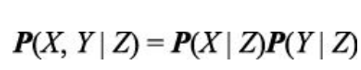 P(X, Y | Z) = P(X | Z)P(Y | Z)